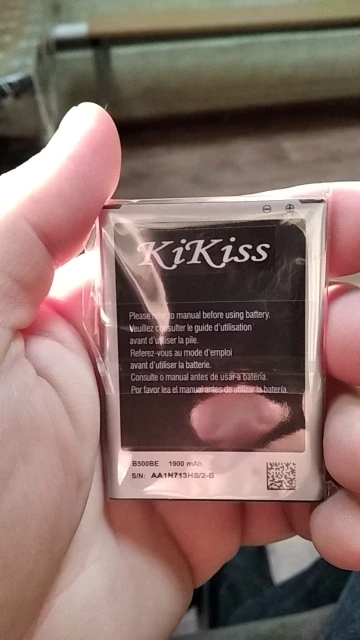 ⊖ ⊕
KiKiss
Please refer to manual before using battery.
Veuillez consulter le guide d'utilisation
avant d'utiliser la pile.
Referez-vous au mode d'emploi
avant d'utiliser la batterie.
Consulte o manual antes de usar a bateria.
Por favor lea el manual antes de utilizar la batería.
B500BE 1900 mAh
S/N: AA1N713HS/2-B